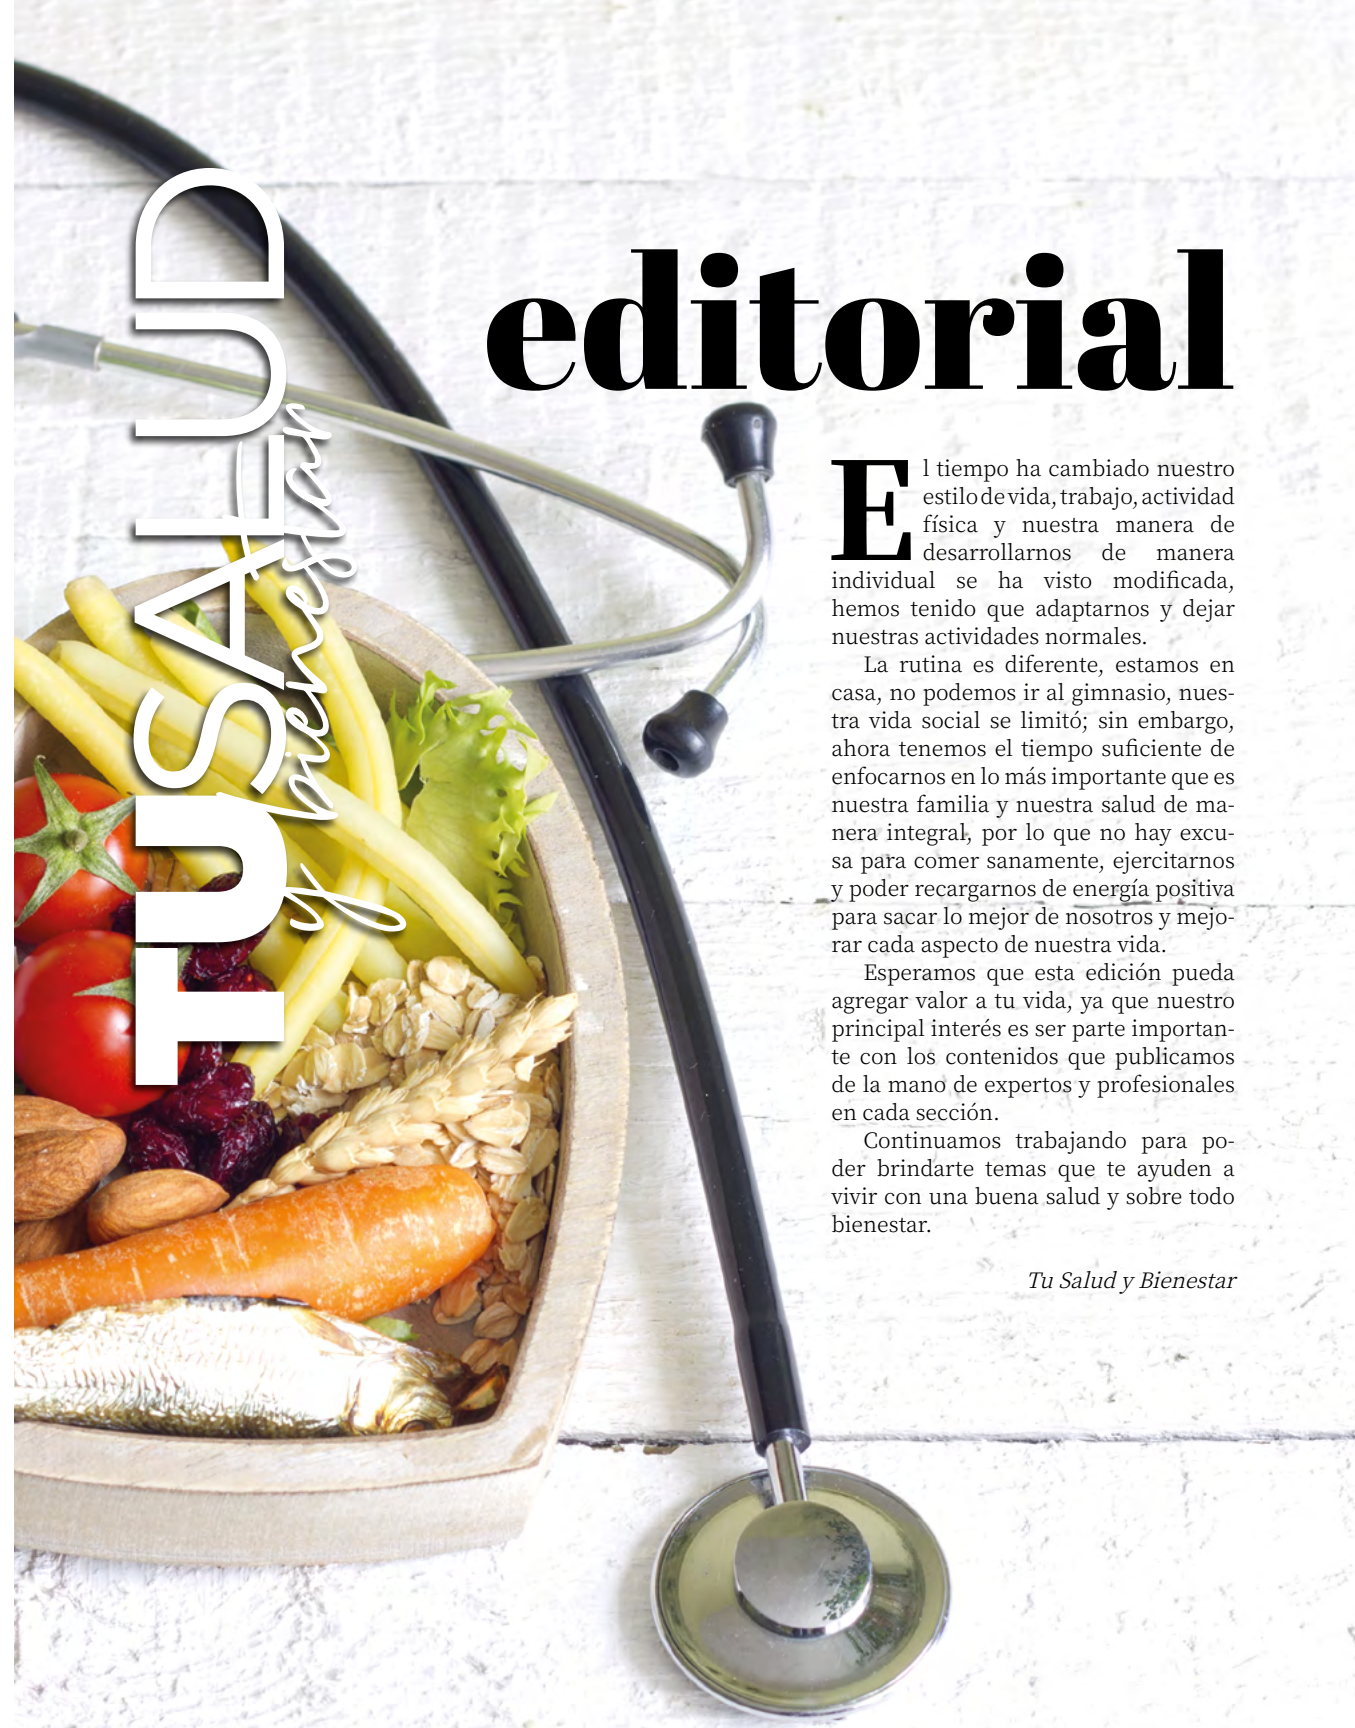 TU SALUD
y bienestar
editorial
El tiempo ha cambiado nuestro
estilo de vida, trabajo, actividad
física y nuestra manera de
desarrollarnos de manera
individual se ha visto modificada,
hemos tenido que adaptarnos y dejar
nuestras actividades normales.
La rutina es diferente, estamos en
casa, no podemos ir al gimnasio, nues-
tra vida social se limitó; sin embargo,
ahora tenemos el tiempo suficiente de
enfocarnos en lo más importante que es
nuestra familia y nuestra salud de ma-
nera integral, por lo que no hay excu-
sa para comer sanamente, ejercitarnos
y poder recargarnos de energía positiva
para sacar lo mejor de nosotros y mejo-
rar cada aspecto de nuestra vida.
Esperamos que esta edición pueda
agregar valor a tu vida, ya que nuestro
principal interés es ser parte importan-
te con los contenidos que publicamos
de la mano de expertos y profesionales
en cada sección.
Continuamos trabajando para po-
der brindarte temas que te ayuden a
vivir con una buena salud y sobre todo
bienestar.
Tu Salud y Bienestar